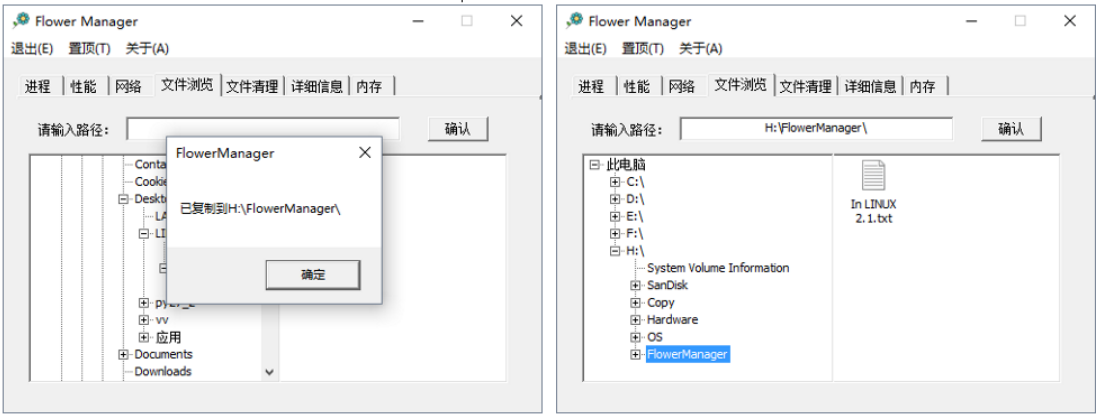 Flower Manager
退出(E) 置顶(T) 关于(A)
进程 性能 网络 文件浏览 文件清理 详细信息 内存
请输入路径: 确认
FlowerManager
已复制到H:\FlowerManager\
确定
Conta
Cookie
Deskt
LI
vv
应用
Documents
Downloads
Flower Manager
退出(E) 置顶(T) 关于(A)
进程 性能 网络 文件浏览 文件清理 详细信息 内存
请输入路径: H:\FlowerManager\ 确认
此电脑
C:\
D:\
E:\
F:\
H:\
System Volume Information
SanDisk
Copy
Hardware
OS
FlowerManager
In LINUX
2.1.txt